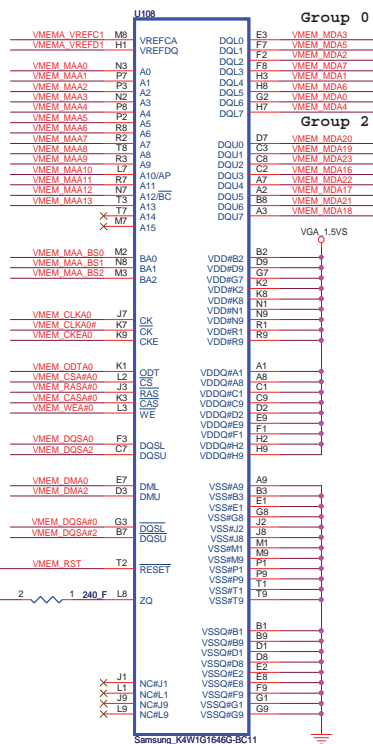 U108
Group 0
VMEMA_VREFC1 M8 VREFCA DQL0 E3 VMEM_MDA3
VMEMA_VREFD1 H1 VREFDQ DQL1 F7 VMEM_MDA5
DQL2 F2 VMEM_MDA2
VMEM_MAA0 N3 A0 DQL3 F8 VMEM_MDA7
VMEM_MAA1 P7 A1 DQL4 H3 VMEM_MDA1
VMEM_MAA2 P3 A2 DQL5 H8 VMEM_MDA6
VMEM_MAA3 N2 A3 DQL6 G2 VMEM_MDA0
VMEM_MAA4 P8 A4 DQL7 H7 VMEM_MDA4
VMEM_MAA5 P2 A5
Group 2
VMEM_MAA6 R8 A6
VMEM_MAA7 R2 A7 DQU0 D7 VMEM_MDA20
VMEM_MAA8 T8 A8 DQU1 C3 VMEM_MDA19
VMEM_MAA9 R3 A9 DQU2 C8 VMEM_MDA23
VMEM_MAA10 L7 A10/AP DQU3 C2 VMEM_MDA16
VMEM_MAA11 R7 A11 DQU4 A7 VMEM_MDA22
VMEM_MAA12 N7 A12/BC DQU5 A2 VMEM_MDA17
VMEM_MAA13 T3 A13 DQU6 B8 VMEM_MDA21
T7 A14 DQU7 A3 VMEM_MDA18
M7 A15
VGA_1.5VS
VMEM_MAA_BS0 M2 BA0 VDD#B2 B2
VMEM_MAA_BS1 N8 BA1 VDD#D9 D9
VMEM_MAA_BS2 M3 BA2 VDD#G7 G7
VDD#K2 K2
VDD#K8 K8
VDD#N1 N1
VMEM_CLKA0 J7 CK VDD#N9 N9
VMEM_CLKA0# K7 CK VDD#R1 R1
VMEM_CKEA0 K9 CKE VDD#R9 R9
VMEM_ODTA0 K1 ODT VDDQ#A1 A1
VMEM_CSA#A0 L2 CS VDDQ#A8 A8
VMEM_RASA#0 J3 RAS VDDQ#C1 C1
VMEM_CASA#0 K3 CAS VDDQ#C9 C9
VMEM_WEA#0 L3 WE VDDQ#D2 D2
VDDQ#E9 E9
VDDQ#F1 F1
VMEM_DQSA0 F3 DQSL VDDQ#H2 H2
VMEM_DQSA2 C7 DQSU VDDQ#H9 H9
VMEM_DMA0 E7 DML VSS#A9 A9
VMEM_DMA2 D3 DMU VSS#B3 B3
VSS#E1 E1
VSS#G8 G8
VMEM_DQSA#0 G3 DQSL VSS#J2 J2
VMEM_DQSA#2 B7 DQSU VSS#J8 J8
VSS#M1 M1
VSS#M9 M9
VMEM_RST T2 RESET VSS#P1 P1
VSS#P9 P9
VSS#T1 T1
2 1 240_F L8 ZQ VSS#T9 T9
VSSQ#B1 B1
VSSQ#B9 B9
VSSQ#D1 D1
VSSQ#D8 D8
VSSQ#E2 E2
J1 NC#J1 VSSQ#E8 E8
L1 NC#L1 VSSQ#F9 F9
J9 NC#J9 VSSQ#G1 G1
L9 NC#L9 VSSQ#G9 G9
Samsung_K4W1G1646G-BC11